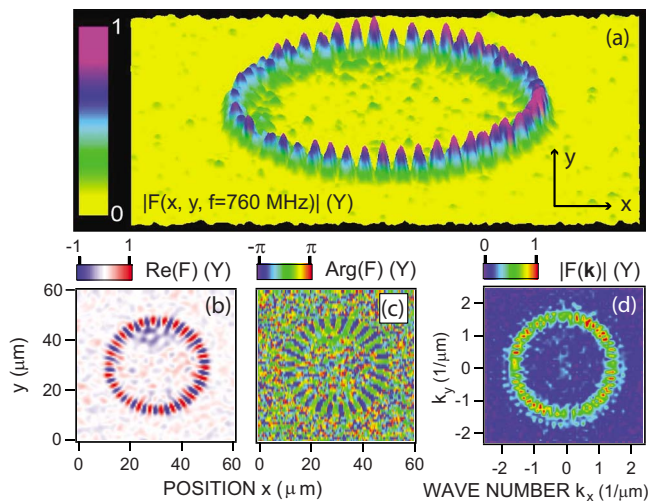 1
(a)
y
x
0
|F(x, y, f=760 MHz)| (Y)
-1 1 Re(F) (Y)
-π π Arg(F) (Y)
0 1 |F(k)| (Y)
(b)
(c)
(d)
y (μm)
60
40
20
0
0 20 40 60
0 20 40 60
POSITION x (μm)
k_y (1/μm)
2
1
0
-1
-2
-2 -1 0 1 2
WAVE NUMBER k_x (1/μm)